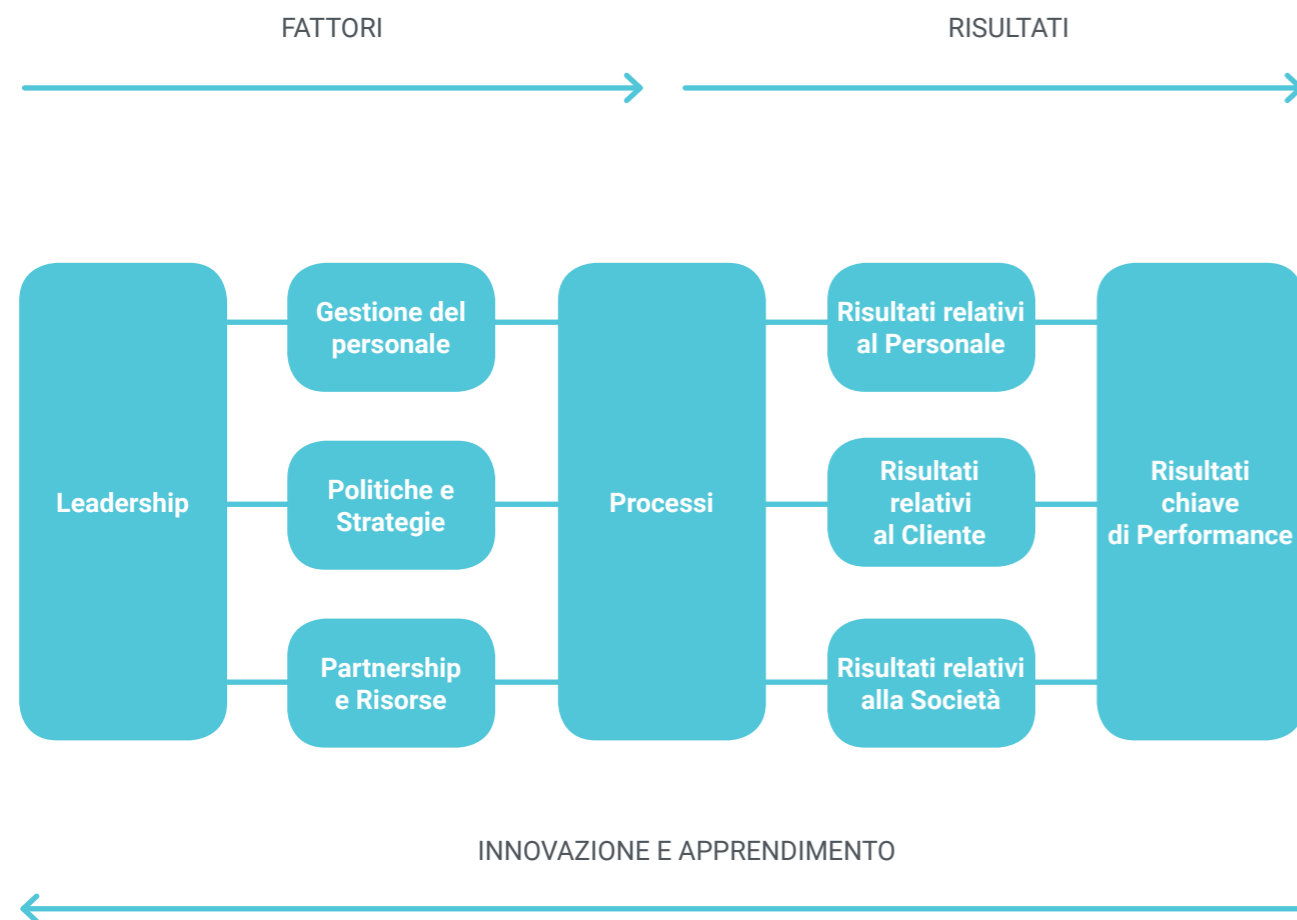 FATTORI
RISULTATI
Leadership
Gestione del
personale
Politiche e
Strategie
Partnership
e Risorse
Processi
Risultati relativi
al Personale
Risultati
relativi
al Cliente
Risultati relativi
alla Società
Risultati
chiave
di Performance
INNOVAZIONE E APPRENDIMENTO